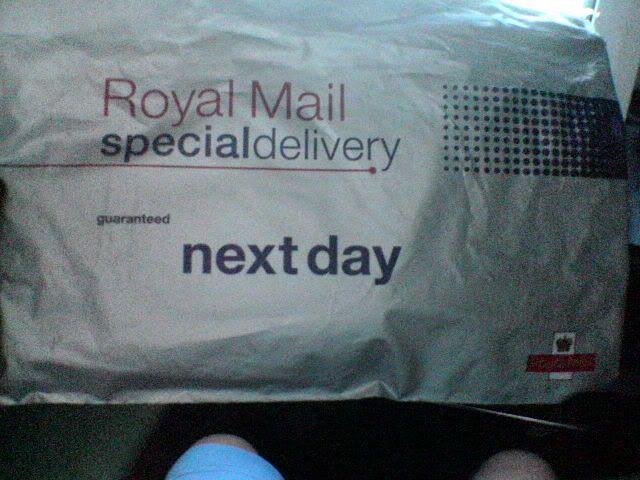 Royal Mail
specialdelivery
guaranteed
next day